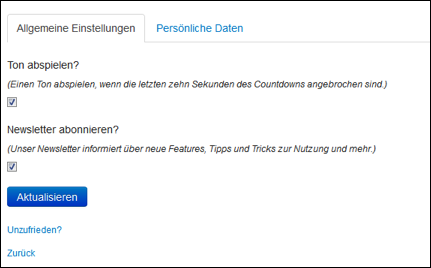 Allgemeine Einstellungen Persönliche Daten
Ton abspielen?
(Einen Ton abspielen, wenn die letzten zehn Sekunden des Countdowns angebrochen sind.)
Newsletter abonnieren?
(Unser Newsletter informiert über neue Features, Tipps und Tricks zur Nutzung und mehr.)
Aktualisieren
Unzufrieden?
Zurück